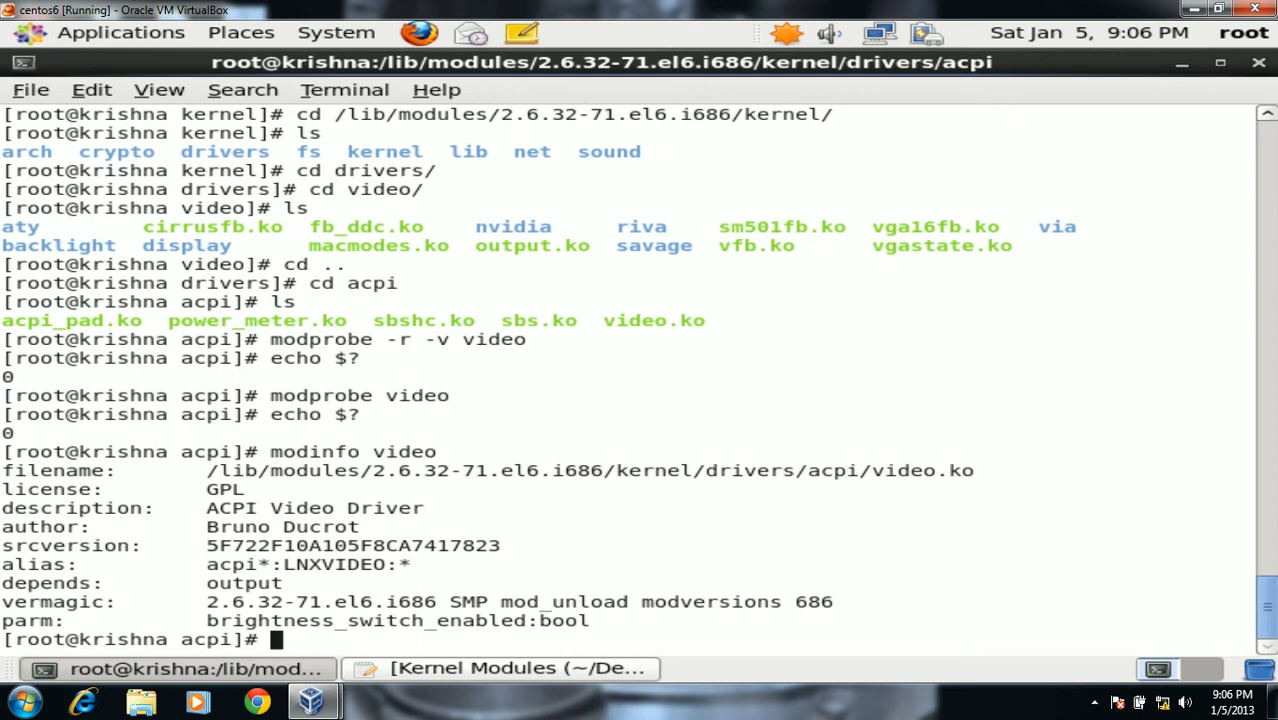 centos6 [Running] - Oracle VM VirtualBox
Applications Places System Sat Jan 5, 9:06 PM root
root@krishna:/lib/modules/2.6.32-71.el6.i686/kernel/drivers/acpi
File Edit View Search Terminal Help
[root@krishna kernel]# cd /lib/modules/2.6.32-71.el6.i686/kernel/
[root@krishna kernel]# ls
arch crypto drivers fs kernel lib net sound
[root@krishna kernel]# cd drivers/
[root@krishna drivers]# cd video/
[root@krishna video]# ls
aty cirrusfb.ko fb_ddc.ko nvidia riva sm501fb.ko vga16fb.ko via
backlight display macmodes.ko output.ko savage vfb.ko vgastate.ko
[root@krishna video]# cd ..
[root@krishna drivers]# cd acpi
[root@krishna acpi]# ls
acpi_pad.ko power_meter.ko sbshc.ko sbs.ko video.ko
[root@krishna acpi]# modprobe -r -v video
[root@krishna acpi]# echo $?
0
[root@krishna acpi]# modprobe video
[root@krishna acpi]# echo $?
0
[root@krishna acpi]# modinfo video
filename: /lib/modules/2.6.32-71.el6.i686/kernel/drivers/acpi/video.ko
license: GPL
description: ACPI Video Driver
author: Bruno Ducrot
srcversion: 5F722F10A105F8CA7417823
alias: acpi*:LNXVIDEO:*
depends: output
vermagic: 2.6.32-71.el6.i686 SMP mod_unload modversions 686
parm: brightness_switch_enabled:bool
[root@krishna acpi]#
root@krishna:/lib/mod... [Kernel Modules (~/De...
9:06 PM
1/5/2013